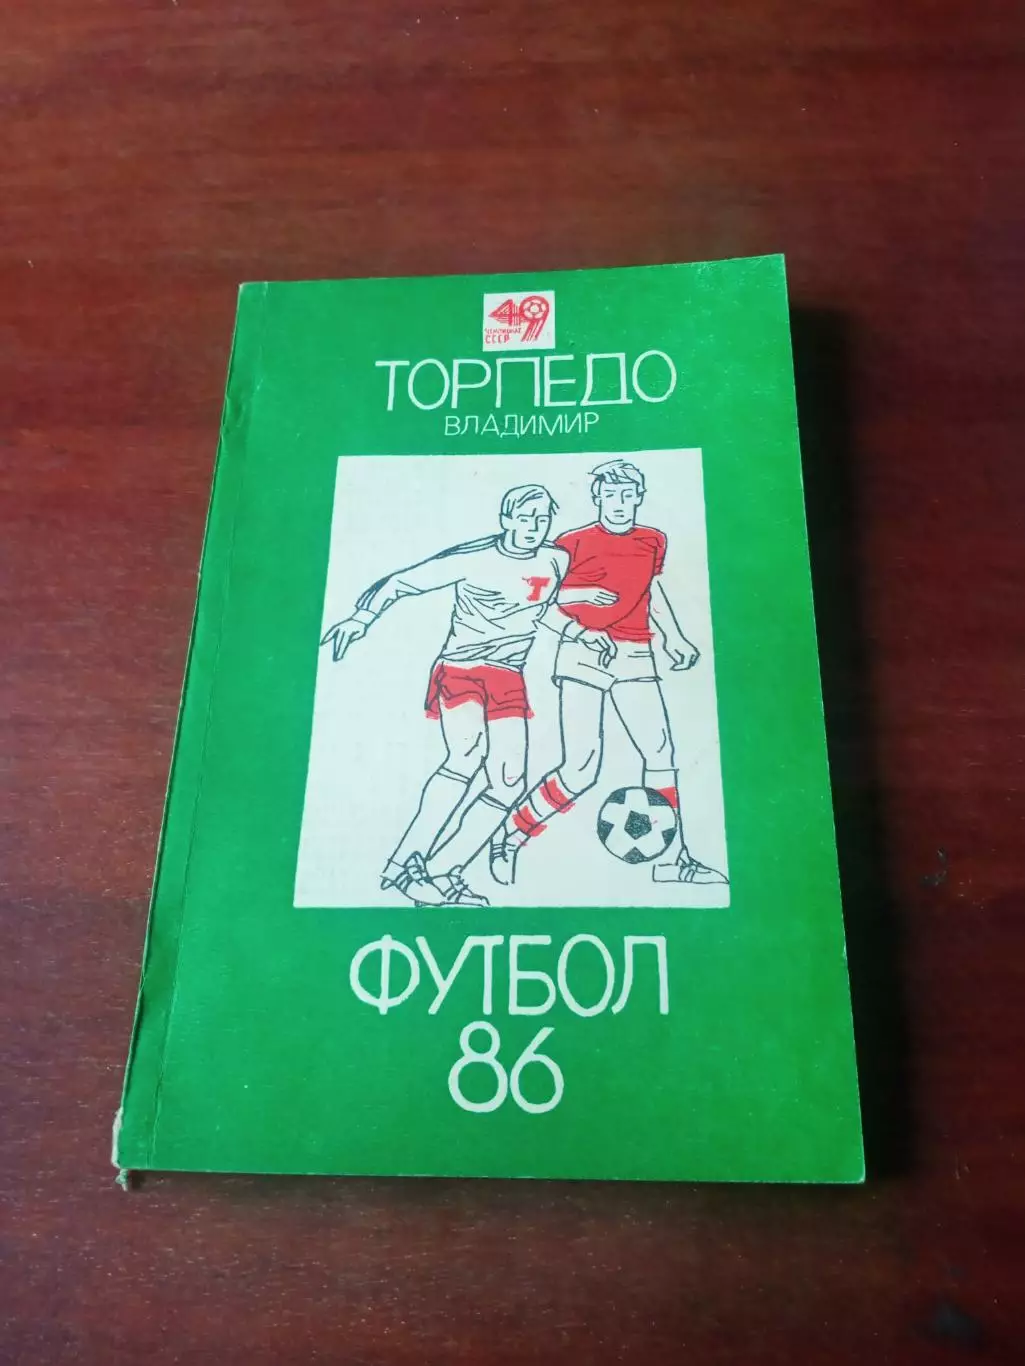 49
ЧЕМПИОНАТ
СССР
ТОРПЕДО
ВЛАДИМИР
Т
ФУТБОЛ
86